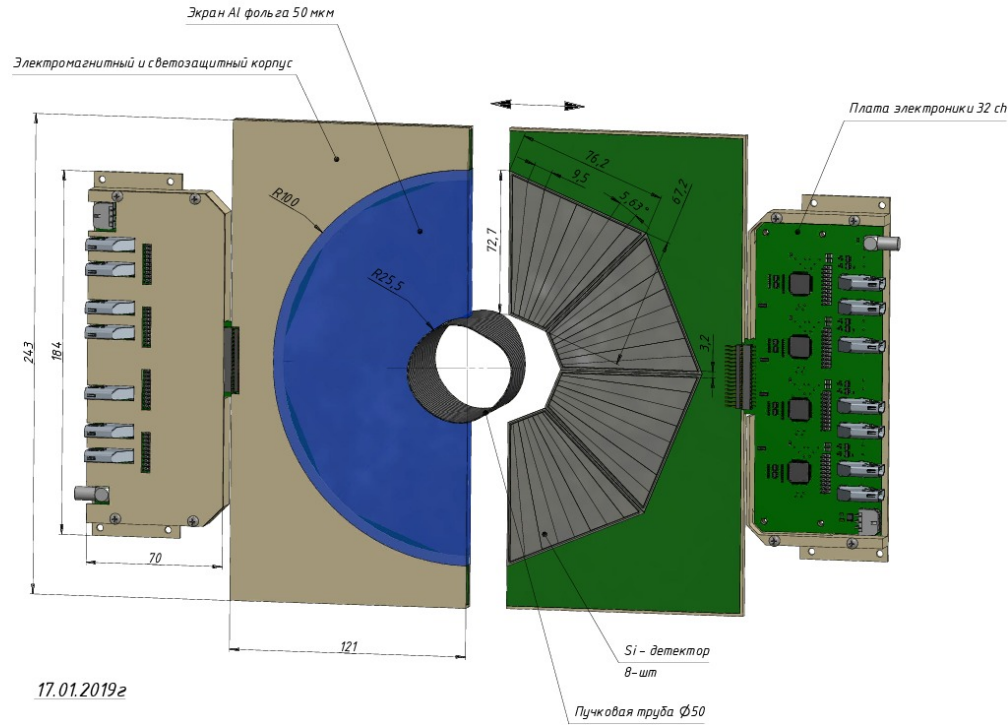 Экран Al фольга 50 мкм
Электромагнитный и светозащитный корпус
Плата электроники 32 ch
76,2
9,5
5,63°
67,2
R100
72,7
R25,5
243
184
3,2
70
121
Si - детектор
8-шт
17.01.2019г
Пучковая труба Ø50